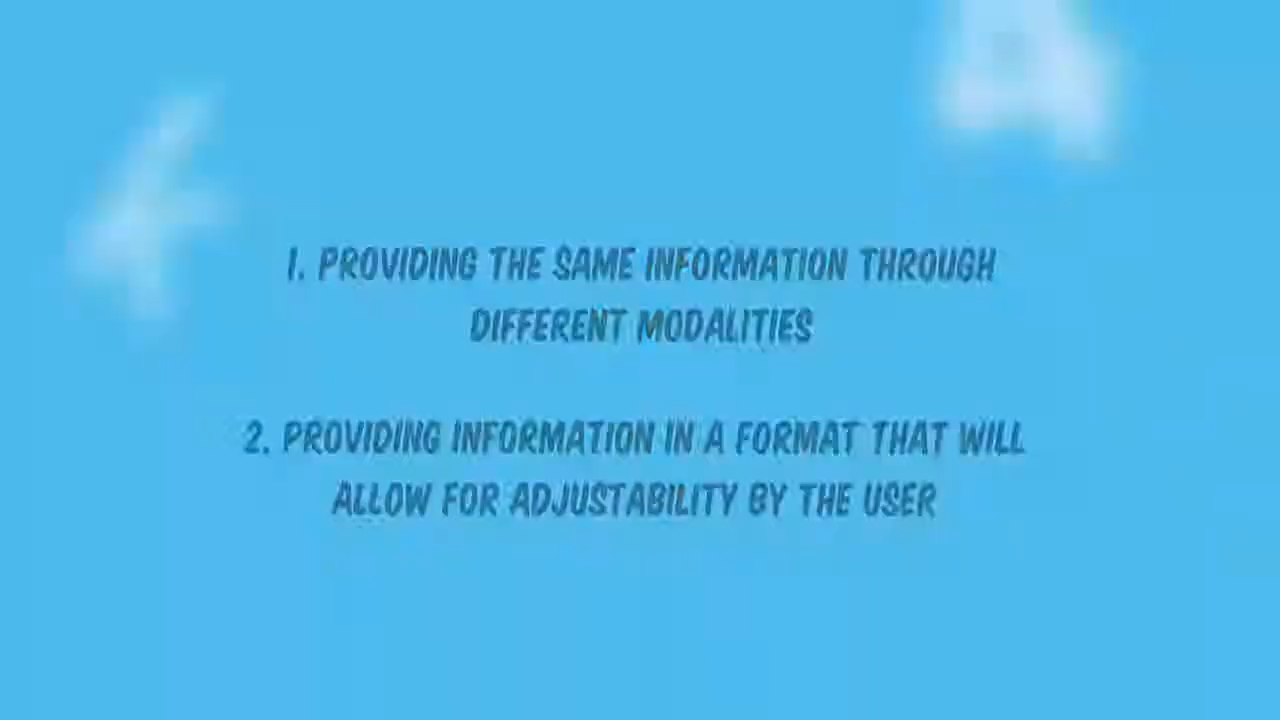 1. PROVIDING THE SAME INFORMATION THROUGH
DIFFERENT MODALITIES
2. PROVIDING INFORMATION IN A FORMAT THAT WILL
ALLOW FOR ADJUSTABILITY BY THE USER